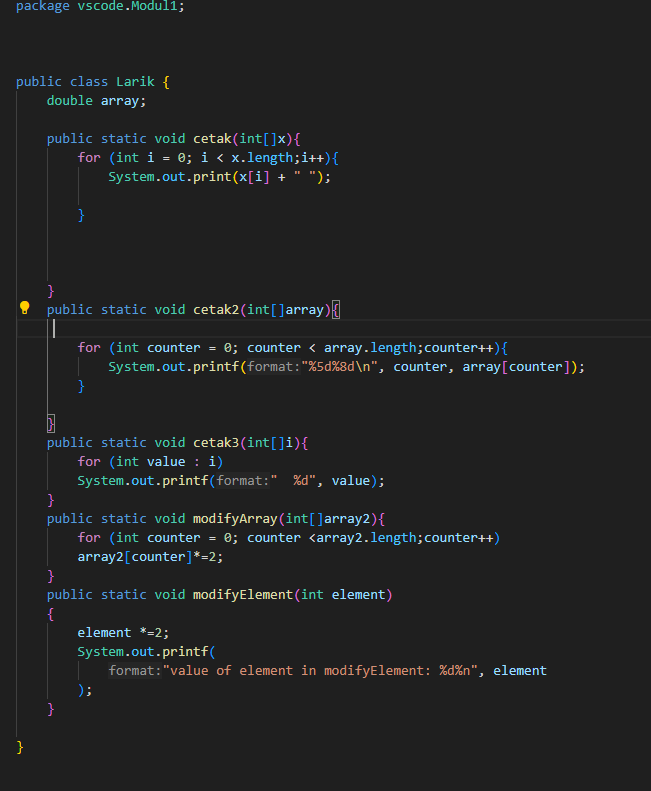 package vscode.Modul1;
public class Larik {
    double array;
    public static void cetak(int[]x){
        for (int i = 0; i < x.length;i++){
            System.out.print(x[i] + " ");
        }
    }
    public static void cetak2(int[]array){
        for (int counter = 0; counter < array.length;counter++){
            System.out.printf(format:"%5d%8d\n", counter, array[counter]);
        }
    }
    public static void cetak3(int[]i){
        for (int value : i)
        System.out.printf(format:"  %d", value);
    }
    public static void modifyArray(int[]array2){
        for (int counter = 0; counter <array2.length;counter++)
        array2[counter]*=2;
    }
    public static void modifyElement(int element)
    {
        element *=2;
        System.out.printf(
            format:"value of element in modifyElement: %d%n", element
        );
    }
}